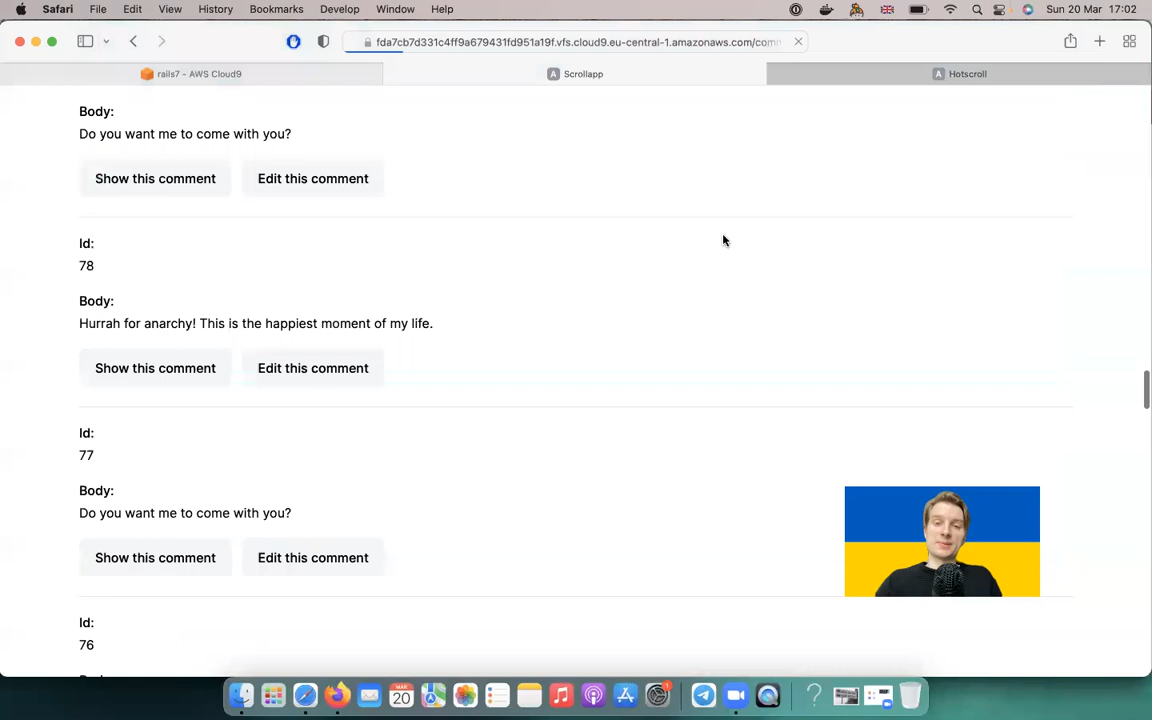 Safari File Edit View History Bookmarks Develop Window Help Sun 20 Mar 17:02
fda7cb7d331c4ff9a679431fd951a19f.vfs.cloud9.eu-central-1.amazonaws.com/com
rails7 - AWS Cloud9 A Scrollapp A Hotscroll
Body:
Do you want me to come with you?
Show this comment Edit this comment
Id:
78
Body:
Hurrah for anarchy! This is the happiest moment of my life.
Show this comment Edit this comment
Id:
77
Body:
Do you want me to come with you?
Show this comment Edit this comment
Id:
76
MAR
20
1